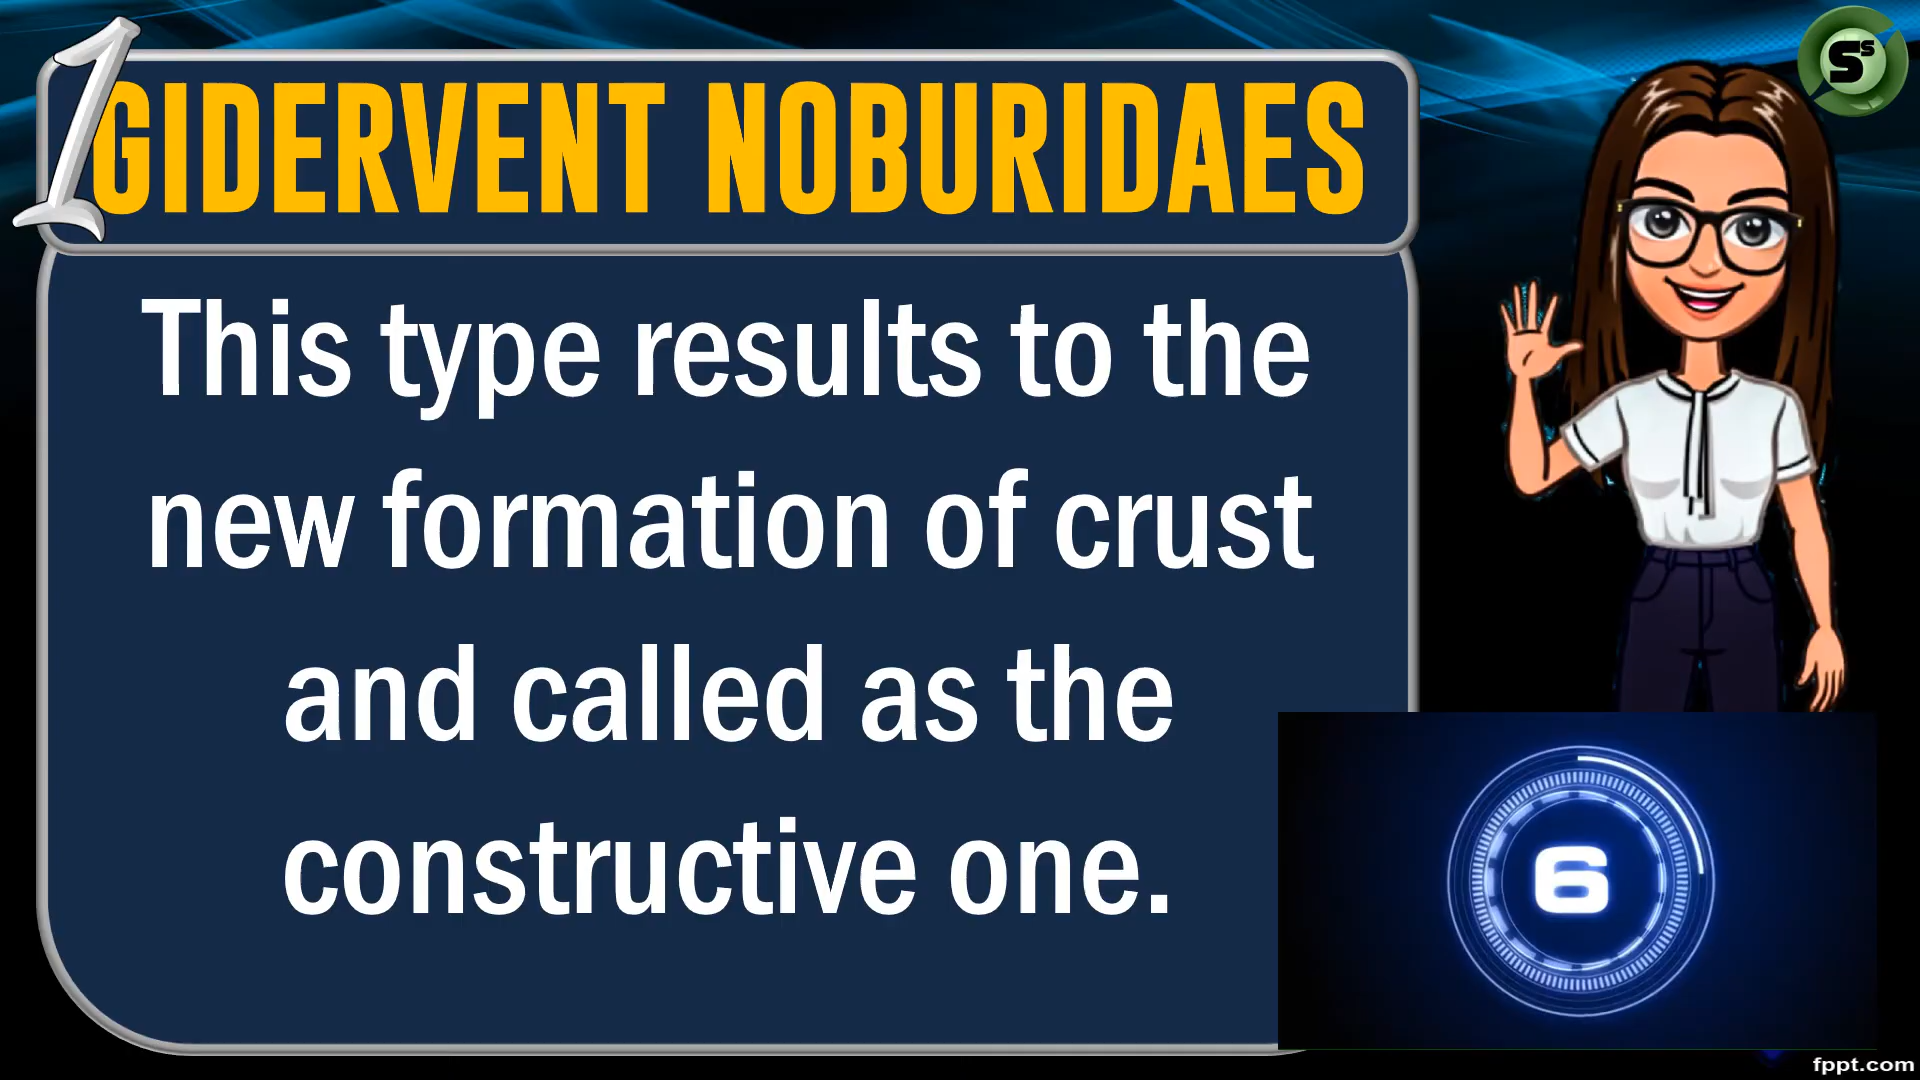 1
GIDERVENT NOBURIDAES
This type results to the
new formation of crust
and called as the
constructive one.
6
Ss
fppt.com